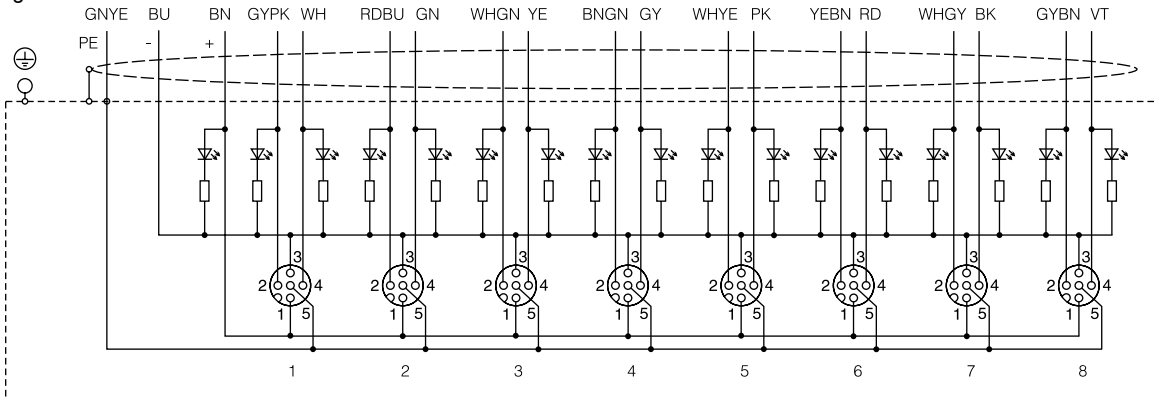 GNYE BU BN GYPK WH RDBU GN WHGN YE BNGN GY WHYE PK YEBN RD WHGY BK GYBN VT
PE - +
3 3 3 3 3 3 3 3
2 4 2 4 2 4 2 4 2 4 2 4 2 4 2 4
1 5 1 5 1 5 1 5 1 5 1 5 1 5 1 5
1 2 3 4 5 6 7 8